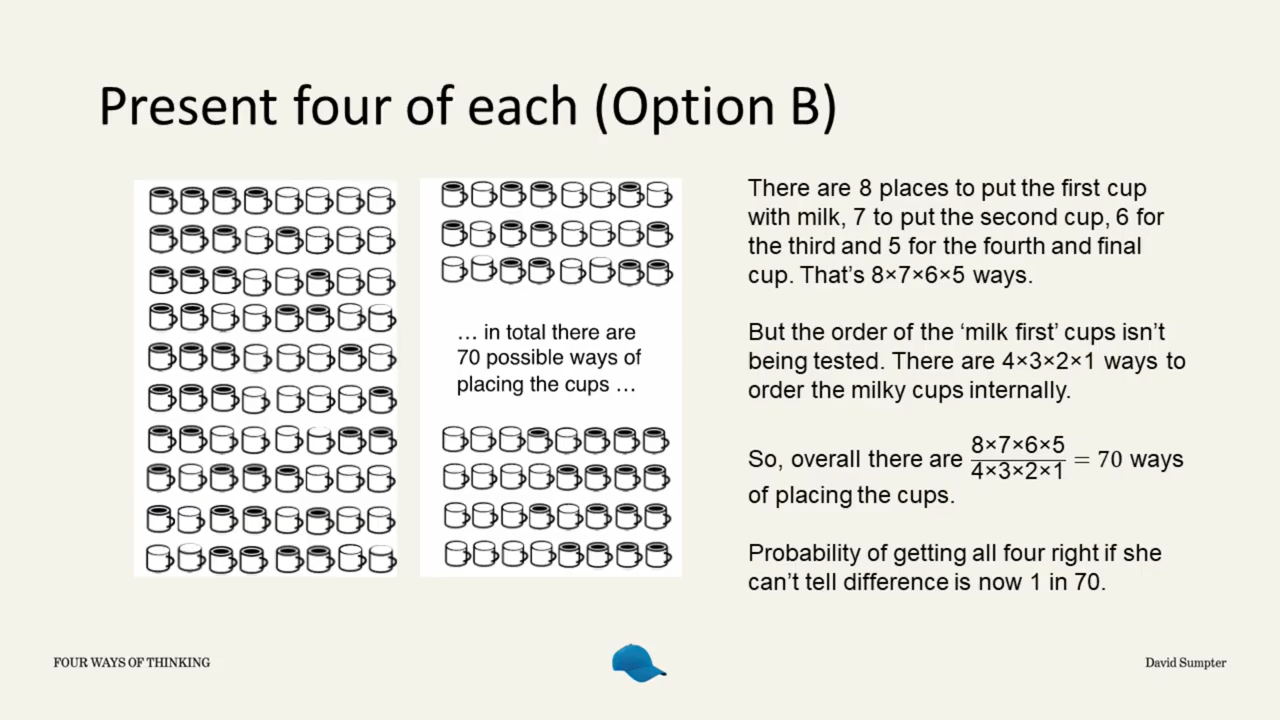 Present four of each (Option B)
… in total there are
70 possible ways of
placing the cups …
There are 8 places to put the first cup
with milk, 7 to put the second cup, 6 for
the third and 5 for the fourth and final
cup. That’s 8×7×6×5 ways.
But the order of the ‘milk first’ cups isn’t
being tested. There are 4×3×2×1 ways to
order the milky cups internally.
So, overall there are 8×7×6×5/4×3×2×1 = 70 ways
of placing the cups.
Probability of getting all four right if she
can’t tell difference is now 1 in 70.
FOUR WAYS OF THINKING
David Sumpter